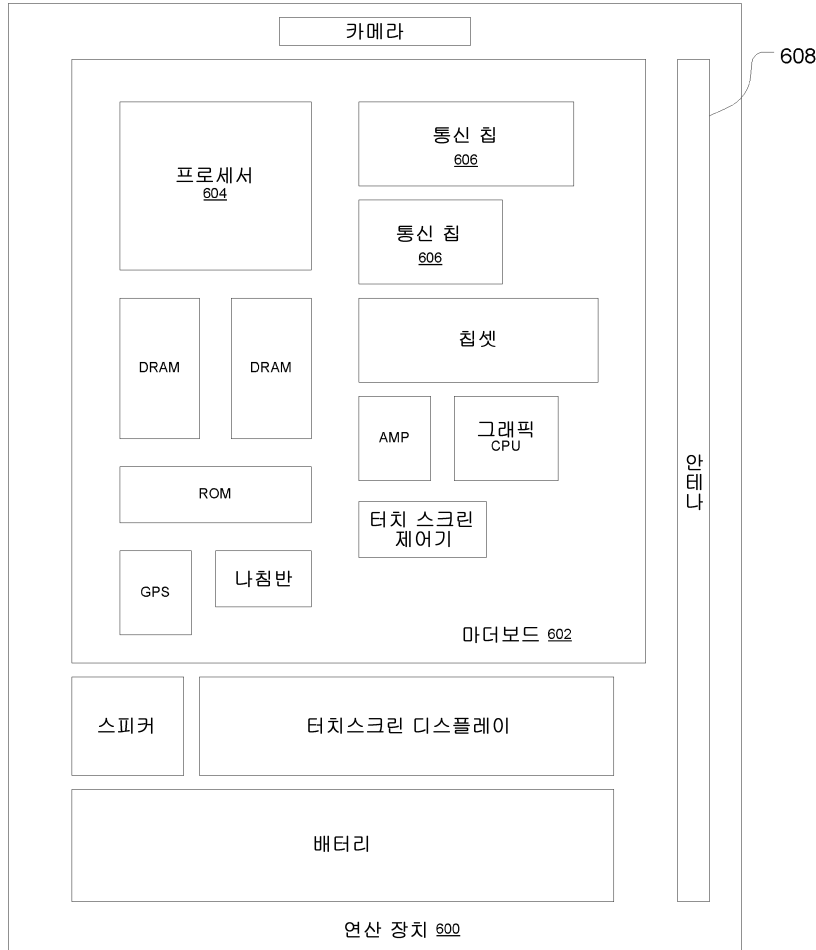 카메라
608
프로세서
604
통신 칩
606
통신 칩
606
DRAM
DRAM
칩셋
AMP
그래픽
CPU
ROM
터치 스크린
제어기
GPS
나침반
마더보드 602
안테나
스피커
터치스크린 디스플레이
배터리
연산 장치 600